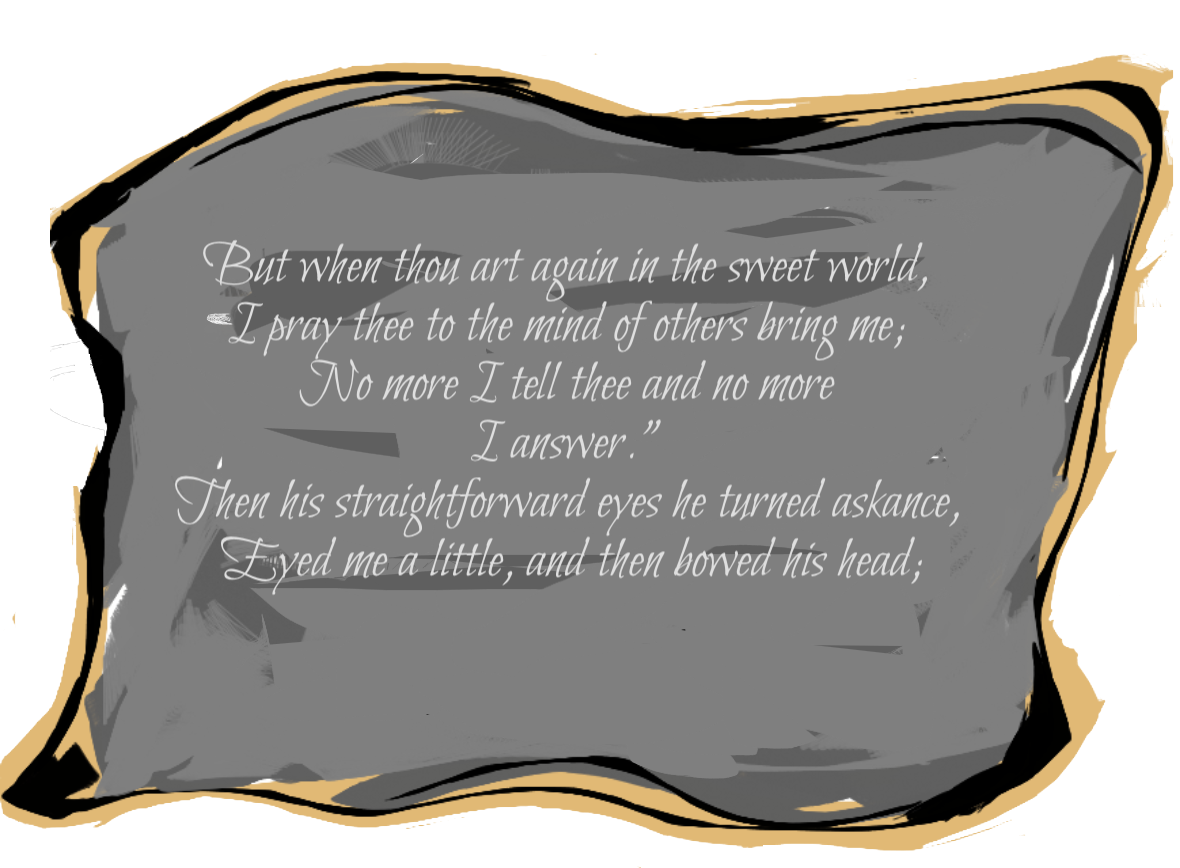 But when thou art again in the sweet world,
I pray thee to the mind of others bring me;
No more I tell thee and no more
I answer.”
Then his straightforward eyes he turned askance,
Eyed me a little, and then bowed his head;